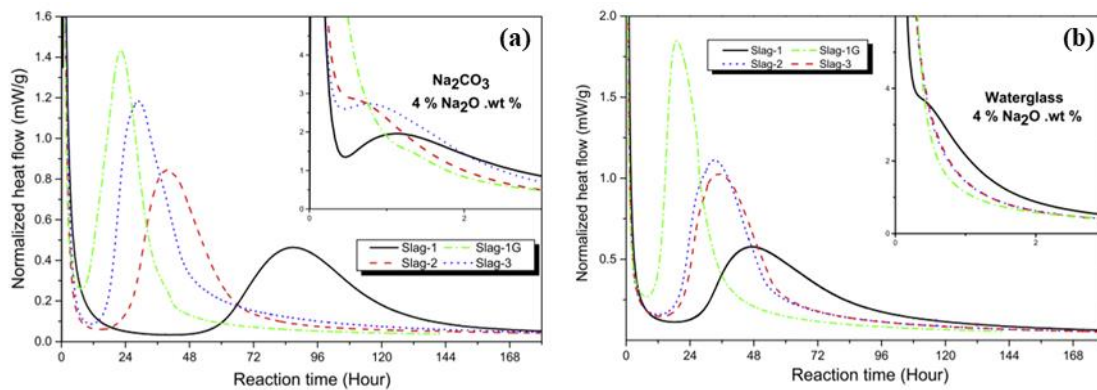 (a)
Na2CO3
4 % Na2O .wt %
Normalized heat flow (mW/g)
1.6
1.4
1.2
1.0
0.8
0.6
0.4
0.2
0.0
5
4
3
2
1
0
0 1 2
Slag-1 Slag-1G
Slag-2 Slag-3
0 24 48 72 96 120 144 168
Reaction time (Hour)
(b)
Slag-1 Slag-1G
Slag-2 Slag-3
Waterglass
4 % Na2O .wt %
Normalized heat flow (mW/g)
2.0
1.5
1.0
0.5
4
2
0
0 2
0 24 48 72 96 120 144 168
Reaction time (Hour)